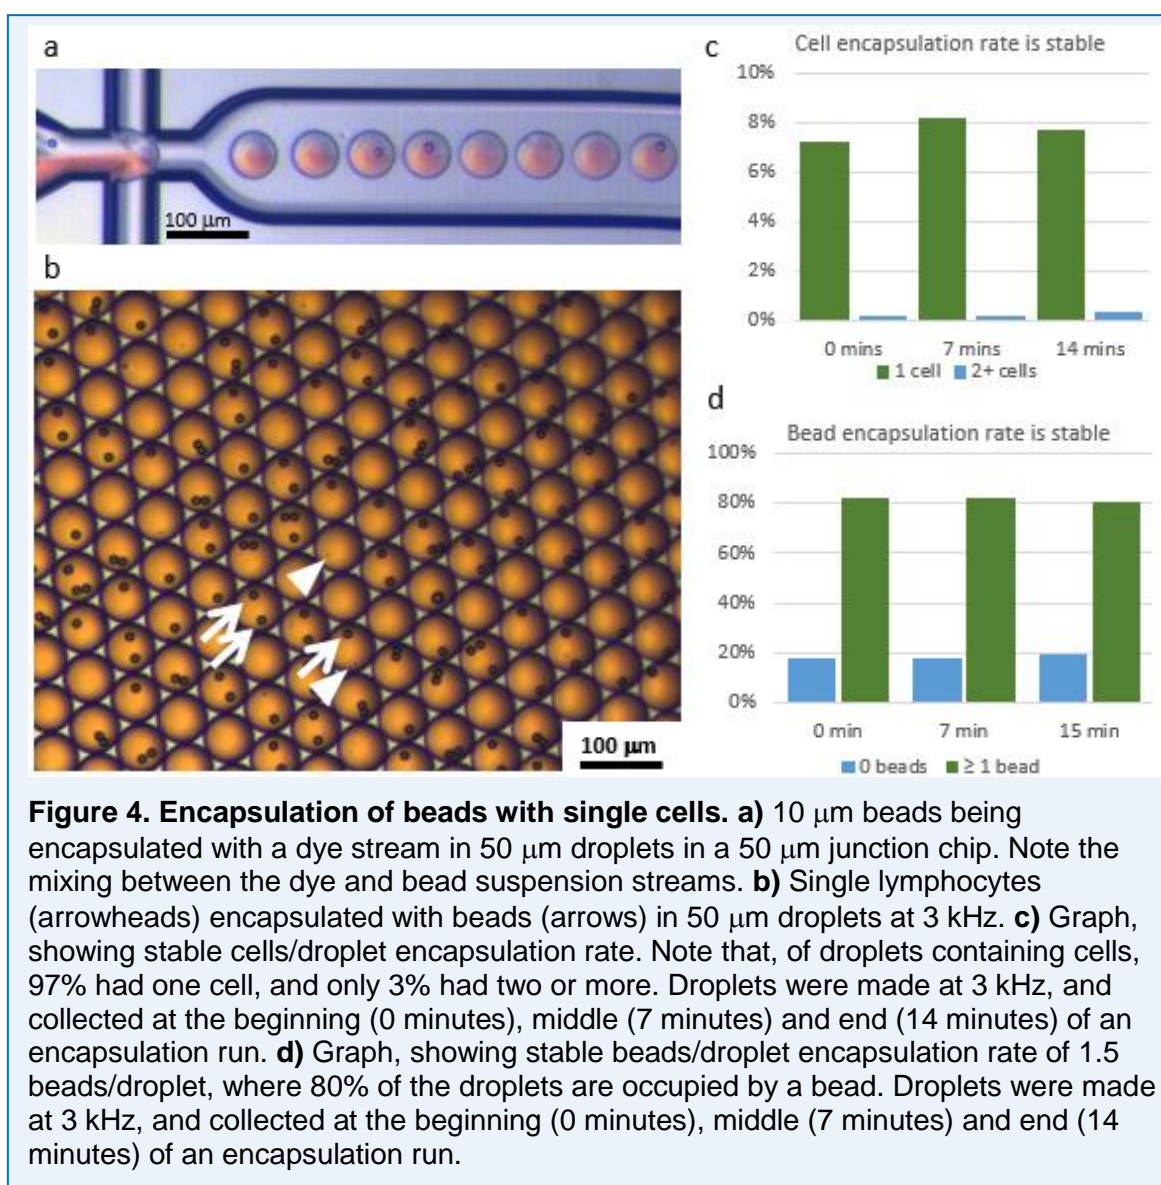 a
100 µm
b
100 µm
c
Cell encapsulation rate is stable
10%
8%
6%
4%
2%
0%
0 mins 7 mins 14 mins
1 cell 2+ cells
d
Bead encapsulation rate is stable
100%
80%
60%
40%
20%
0%
0 min 7 min 15 min
0 beads ≥ 1 bead
Figure 4. Encapsulation of beads with single cells. a) 10 µm beads being
encapsulated with a dye stream in 50 µm droplets in a 50 µm junction chip. Note the
mixing between the dye and bead suspension streams. b) Single lymphocytes
(arrowheads) encapsulated with beads (arrows) in 50 µm droplets at 3 kHz. c) Graph,
showing stable cells/droplet encapsulation rate. Note that, of droplets containing cells,
97% had one cell, and only 3% had two or more. Droplets were made at 3 kHz, and
collected at the beginning (0 minutes), middle (7 minutes) and end (14 minutes) of an
encapsulation run. d) Graph, showing stable beads/droplet encapsulation rate of 1.5
beads/droplet, where 80% of the droplets are occupied by a bead. Droplets were made
at 3 kHz, and collected at the beginning (0 minutes), middle (7 minutes) and end (14
minutes) of an encapsulation run.